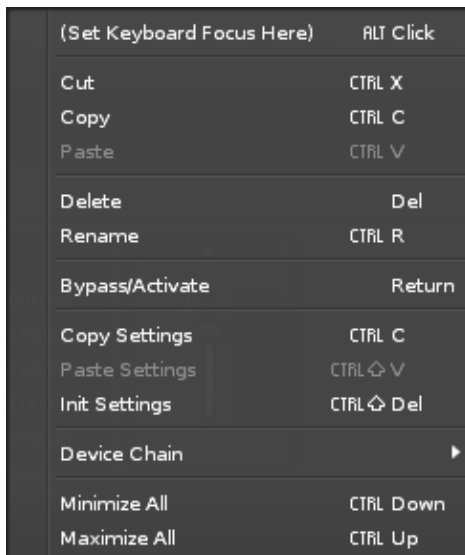 (Set Keyboard Focus Here) ALT Click
Cut CTRL X
Copy CTRL C
Paste CTRL V
Delete Del
Rename CTRL R
Bypass/Activate Return
Copy Settings CTRL C
Paste Settings CTRL⇧ V
Init Settings CTRL⇧ Del
Device Chain
Minimize All CTRL Down
Maximize All CTRL Up